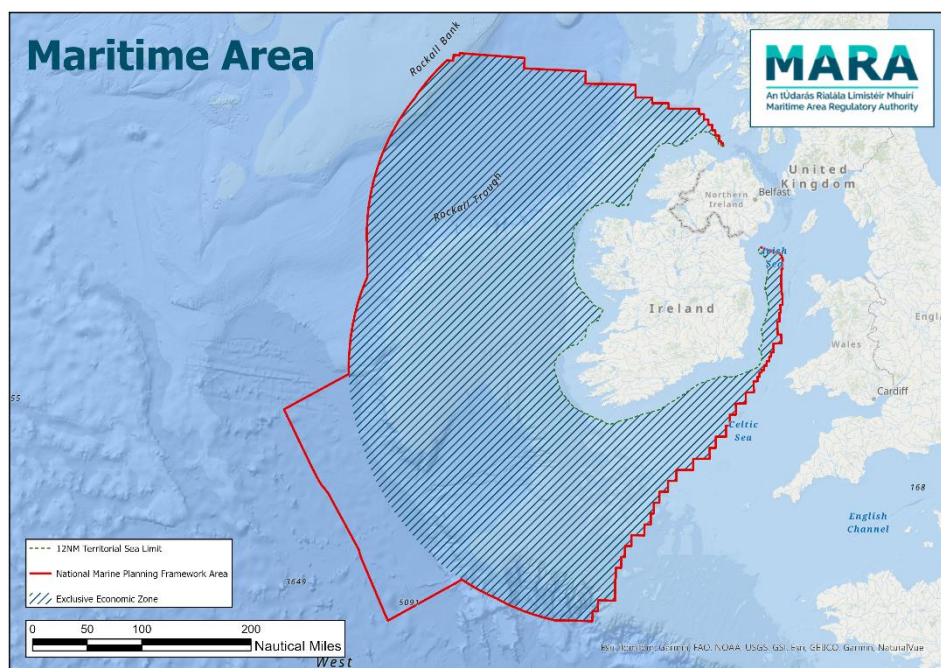 Maritime Area
Rockall Bank
MARA
An tÚdarás Rialála Limistéir Mhuirí
Maritime Area Regulatory Authority
United
Kingdom
Northern
Ireland
Belfast
Rockall Trough
Irish
Sea
Ireland
Wales
Cardiff
55
Celtic
Sea
168
English
Channel
12NM Territorial Sea Limit
National Marine Planning Framework Area
Exclusive Economic Zone
3649
5091
0 50 100 200
Nautical Miles
West
Garmin, FAO, NOAA, USGS, GSI, Esri, GEBCO, Garmin, NaturalVue